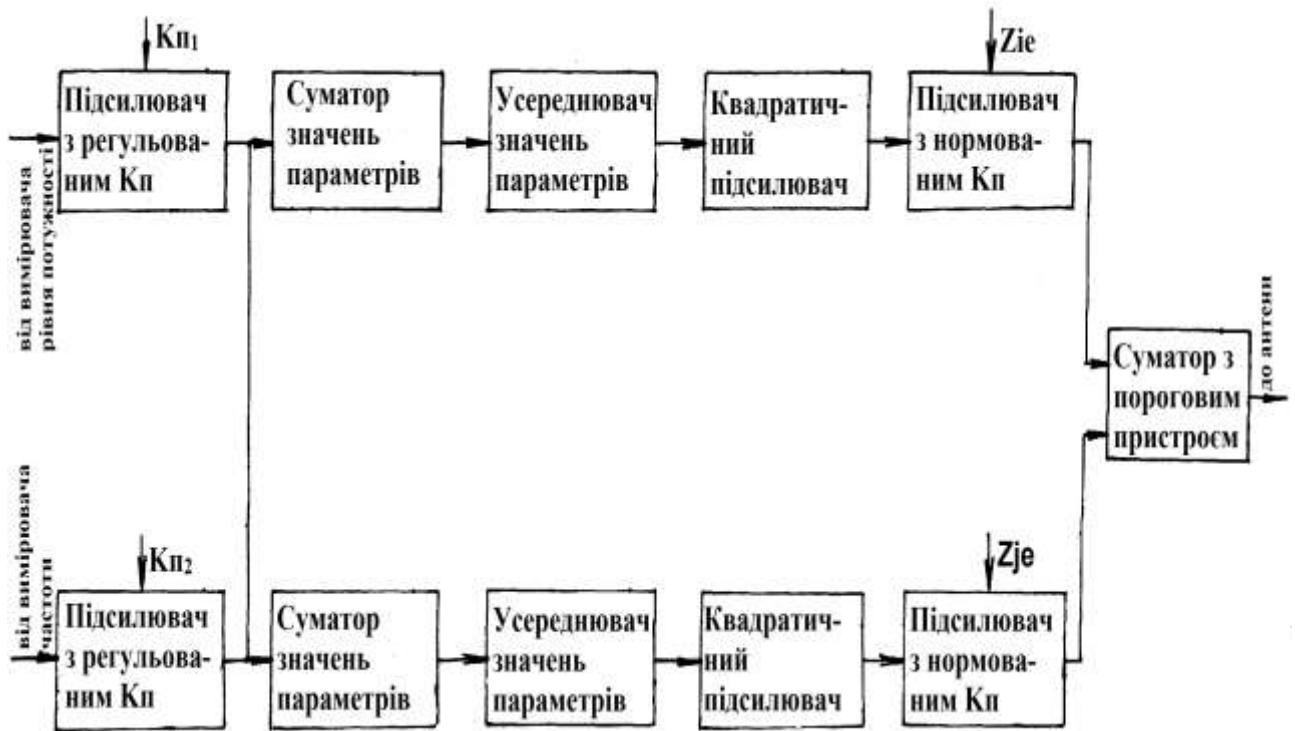 Кп₁
Zie
Підсилювач
з регульова-
ним Кп
Суматор
значень
параметрів
Усереднювач
значень
параметрів
Квадратич-
ний
підсилювач
Підсилювач
з нормова-
ним Кп
від вимірювача
рівня потужності
Суматор з
пороговим
пристроєм
до антени
Кп₂
Zje
від вимірювача
частоти
Підсилювач
з регульова-
ним Кп
Суматор
значень
параметрів
Усереднювач
значень
параметрів
Квадратич-
ний
підсилювач
Підсилювач
з нормова-
ним Кп